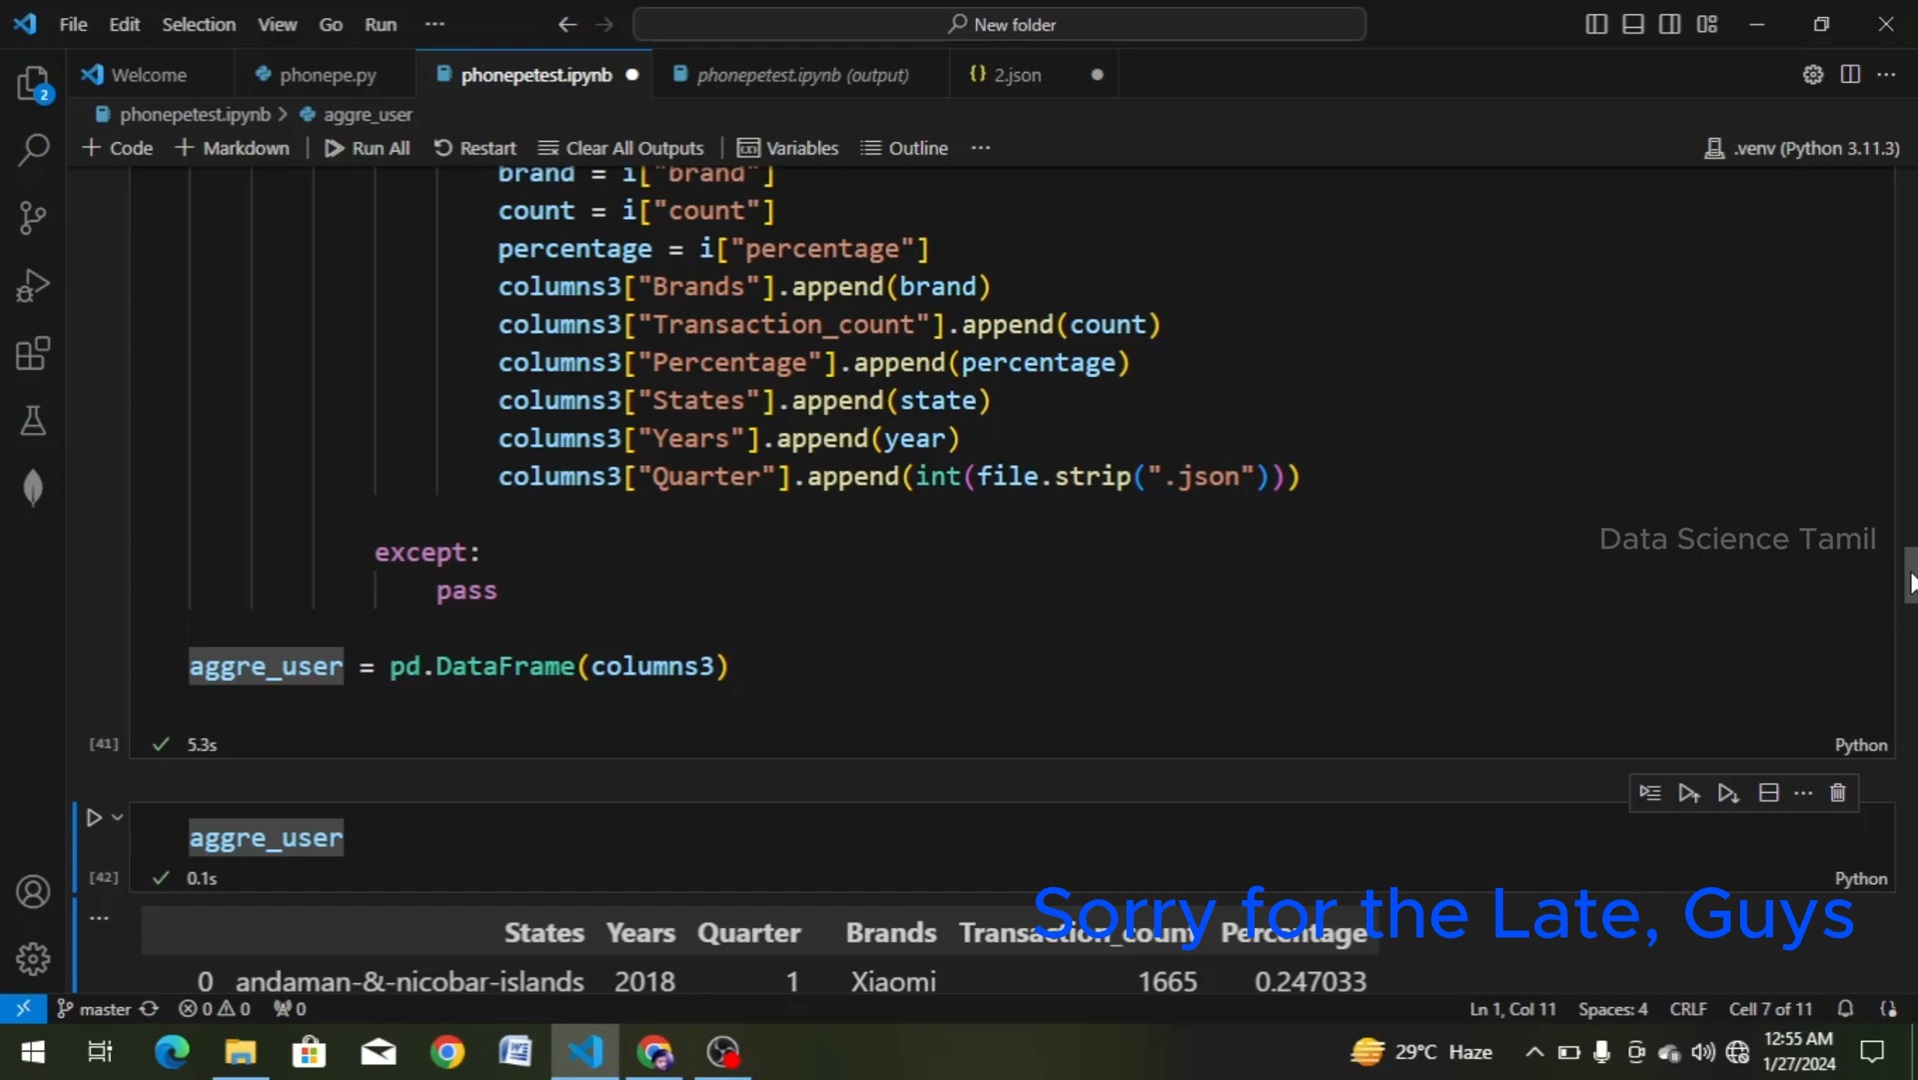 File Edit Selection View Go Run ··· New folder
Welcome phonepe.py phonepetest.ipynb phonepetest.ipynb (output) {} 2.json
phonepetest.ipynb > aggre_user
+ Code + Markdown Run All Restart Clear All Outputs Variables Outline ··· .venv (Python 3.11.3)
2
brand = i["brand"]
count = i["count"]
percentage = i["percentage"]
columns3["Brands"].append(brand)
columns3["Transaction_count"].append(count)
columns3["Percentage"].append(percentage)
columns3["States"].append(state)
columns3["Years"].append(year)
columns3["Quarter"].append(int(file.strip(".json")))
Data Science Tamil
except:
pass
aggre_user = pd.DataFrame(columns3)
[41] 5.3s Python
aggre_user
[42] 0.1s Python
Sorry for the Late, Guys
States Years Quarter Brands Transaction_count Percentage
0 andaman-&-nicobar-islands 2018 1 Xiaomi 1665 0.247033
master 0 0 0 Ln 1, Col 11 Spaces: 4 CRLF Cell 7 of 11
29°C Haze 12:55 AM
1/27/2024